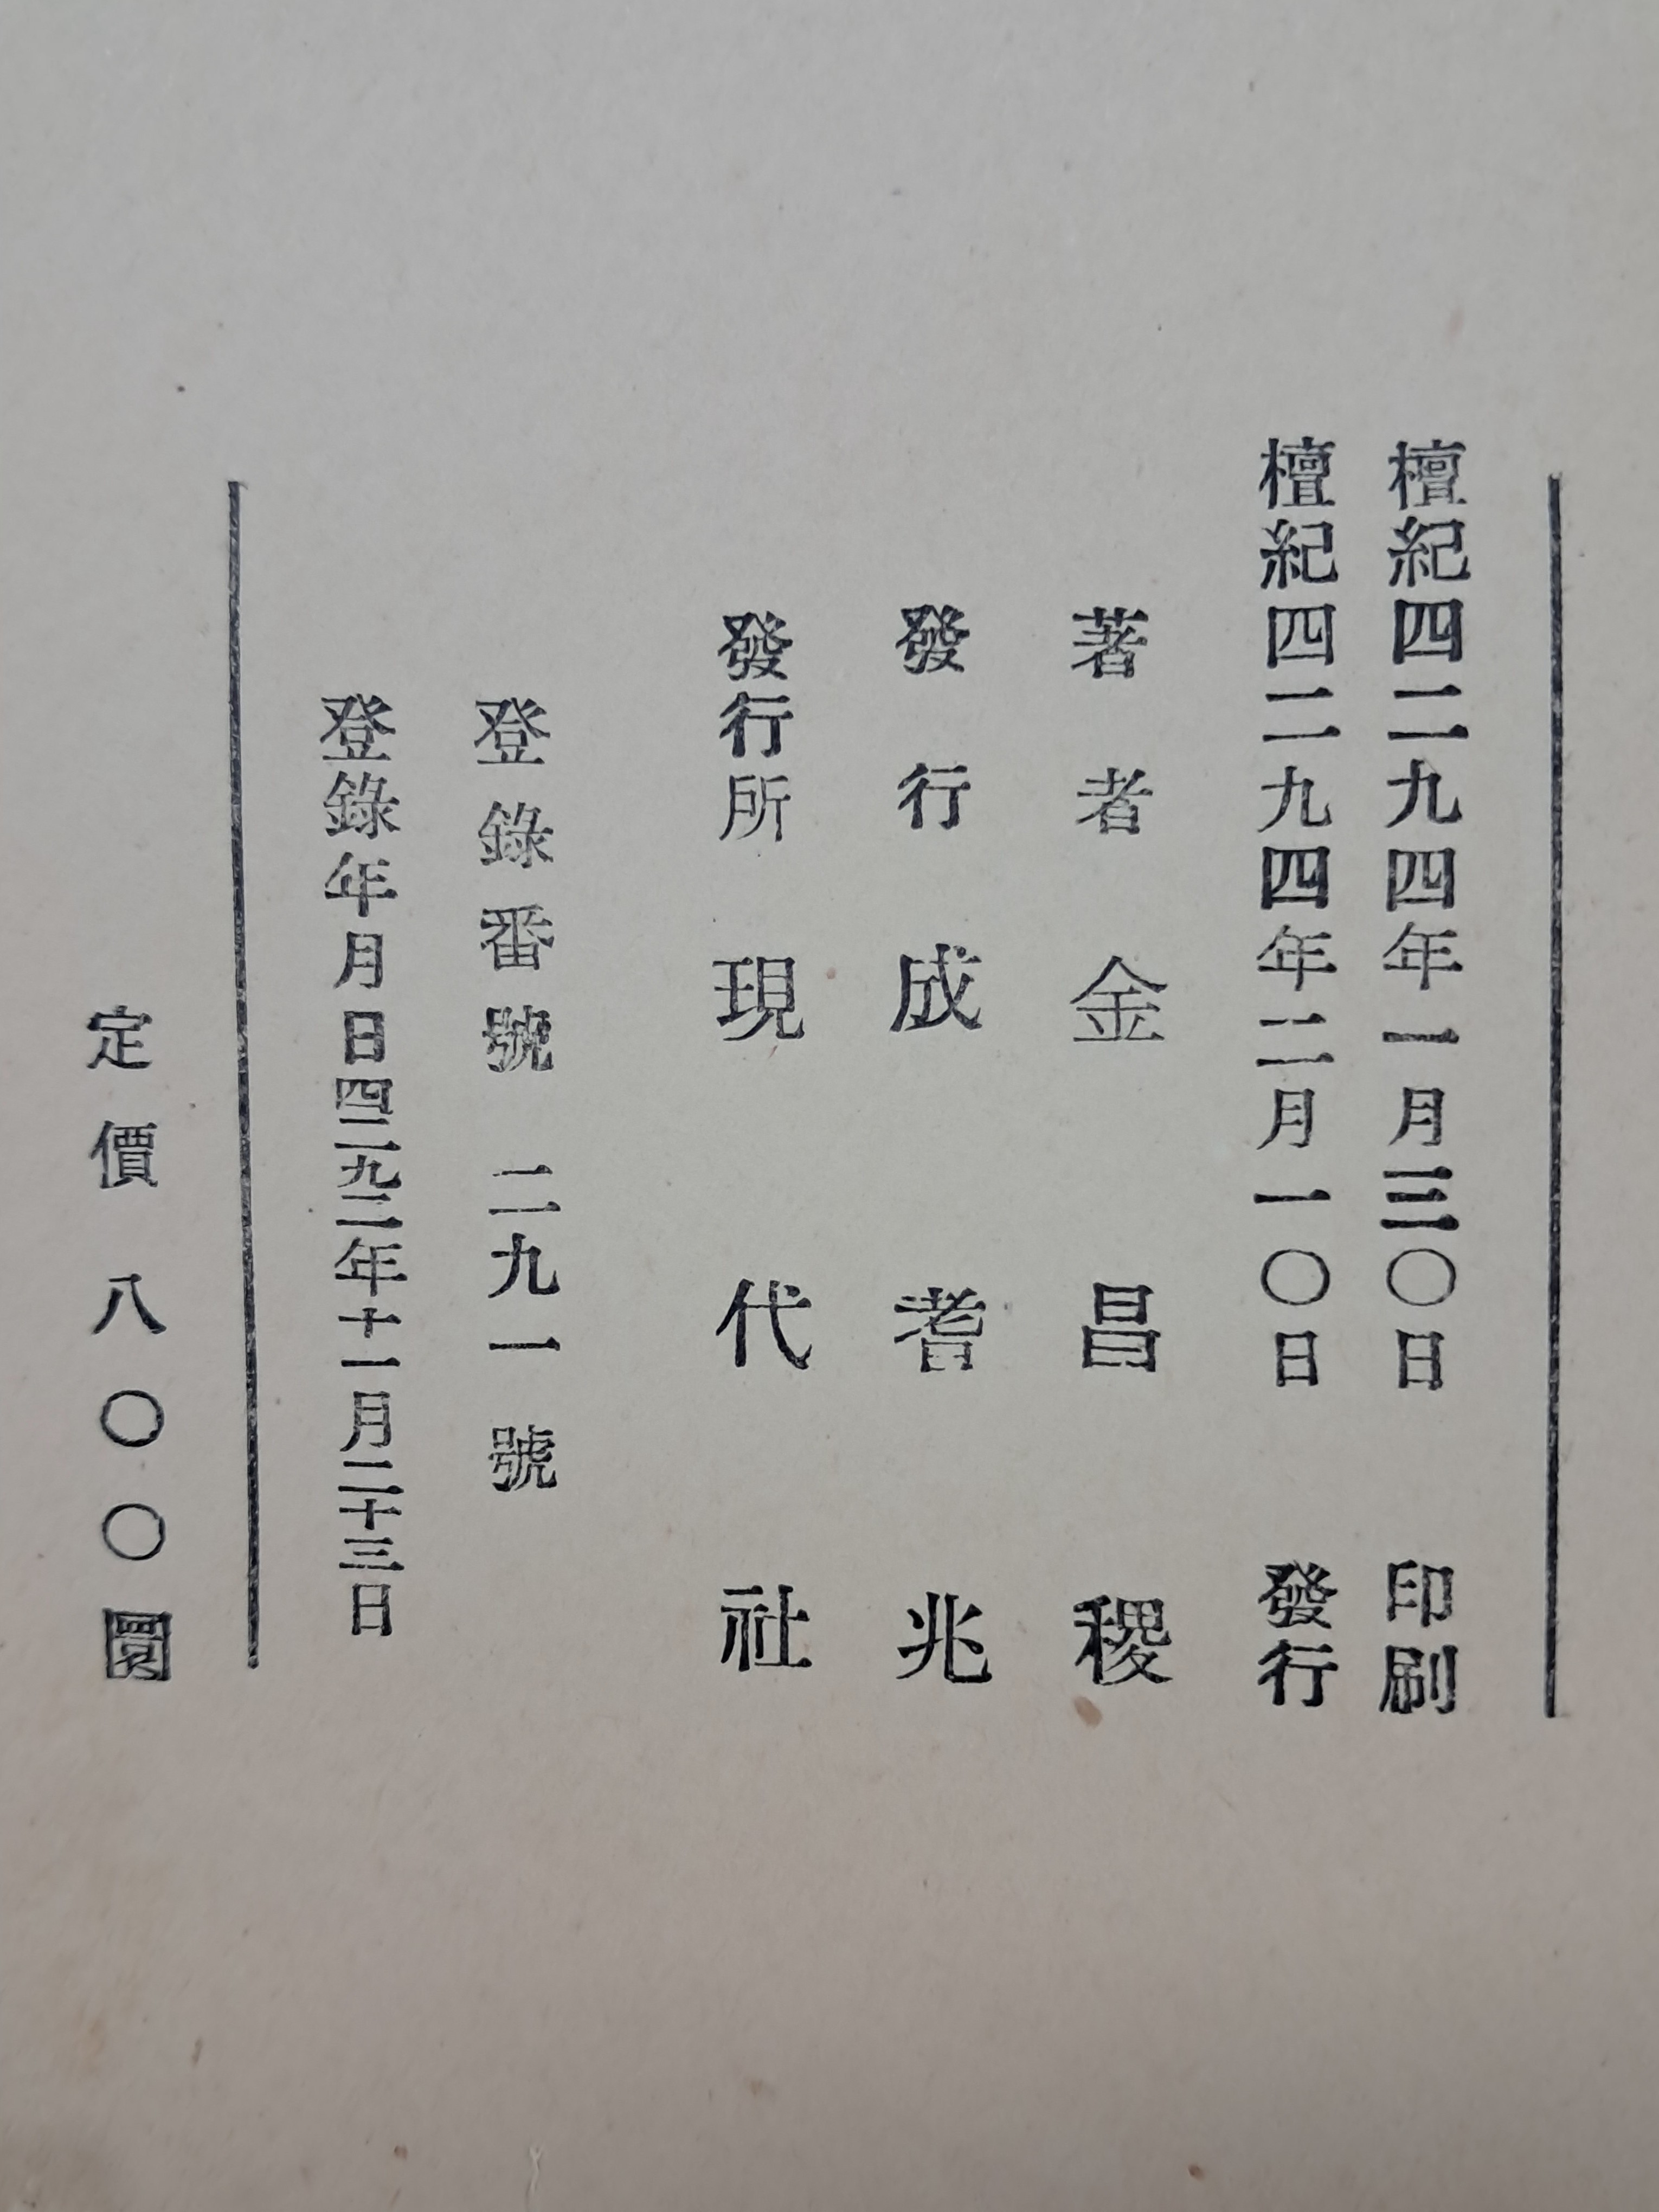 檀紀四二九四年一月三〇日 印刷
檀紀四二九四年二月一〇日 發行
著者 金昌稷
發行 成耆兆
發行所 現代社
登錄番號 二九一號
登錄年月日四二九二年十一月二十三日
定價 八〇〇圜